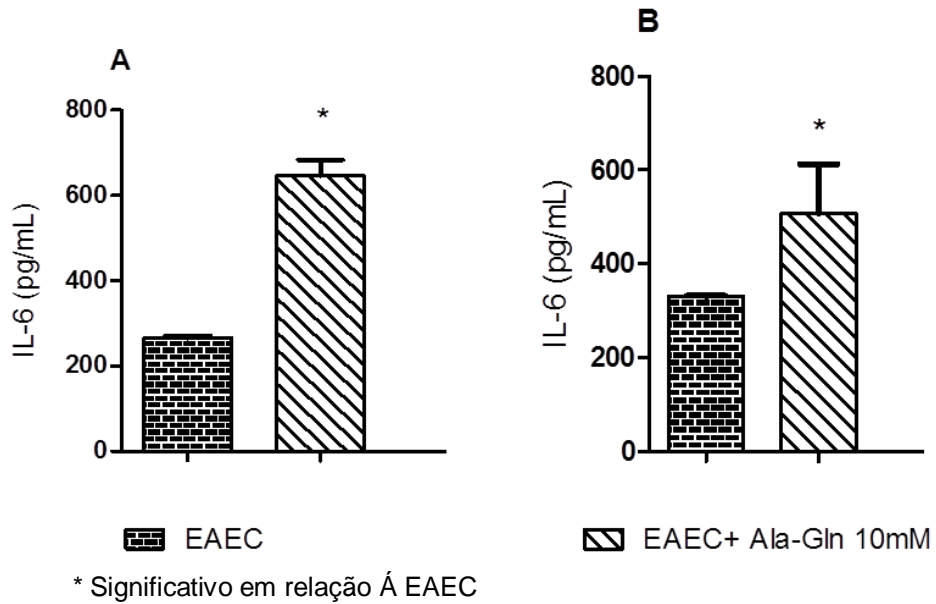 A
B
IL-6 (pg/mL)
800
600
400
200
0
*
IL-6 (pg/mL)
800
600
400
200
0
*
EAEC
EAEC+ Ala-Gln 10mM
* Significativo em relação Á EAEC